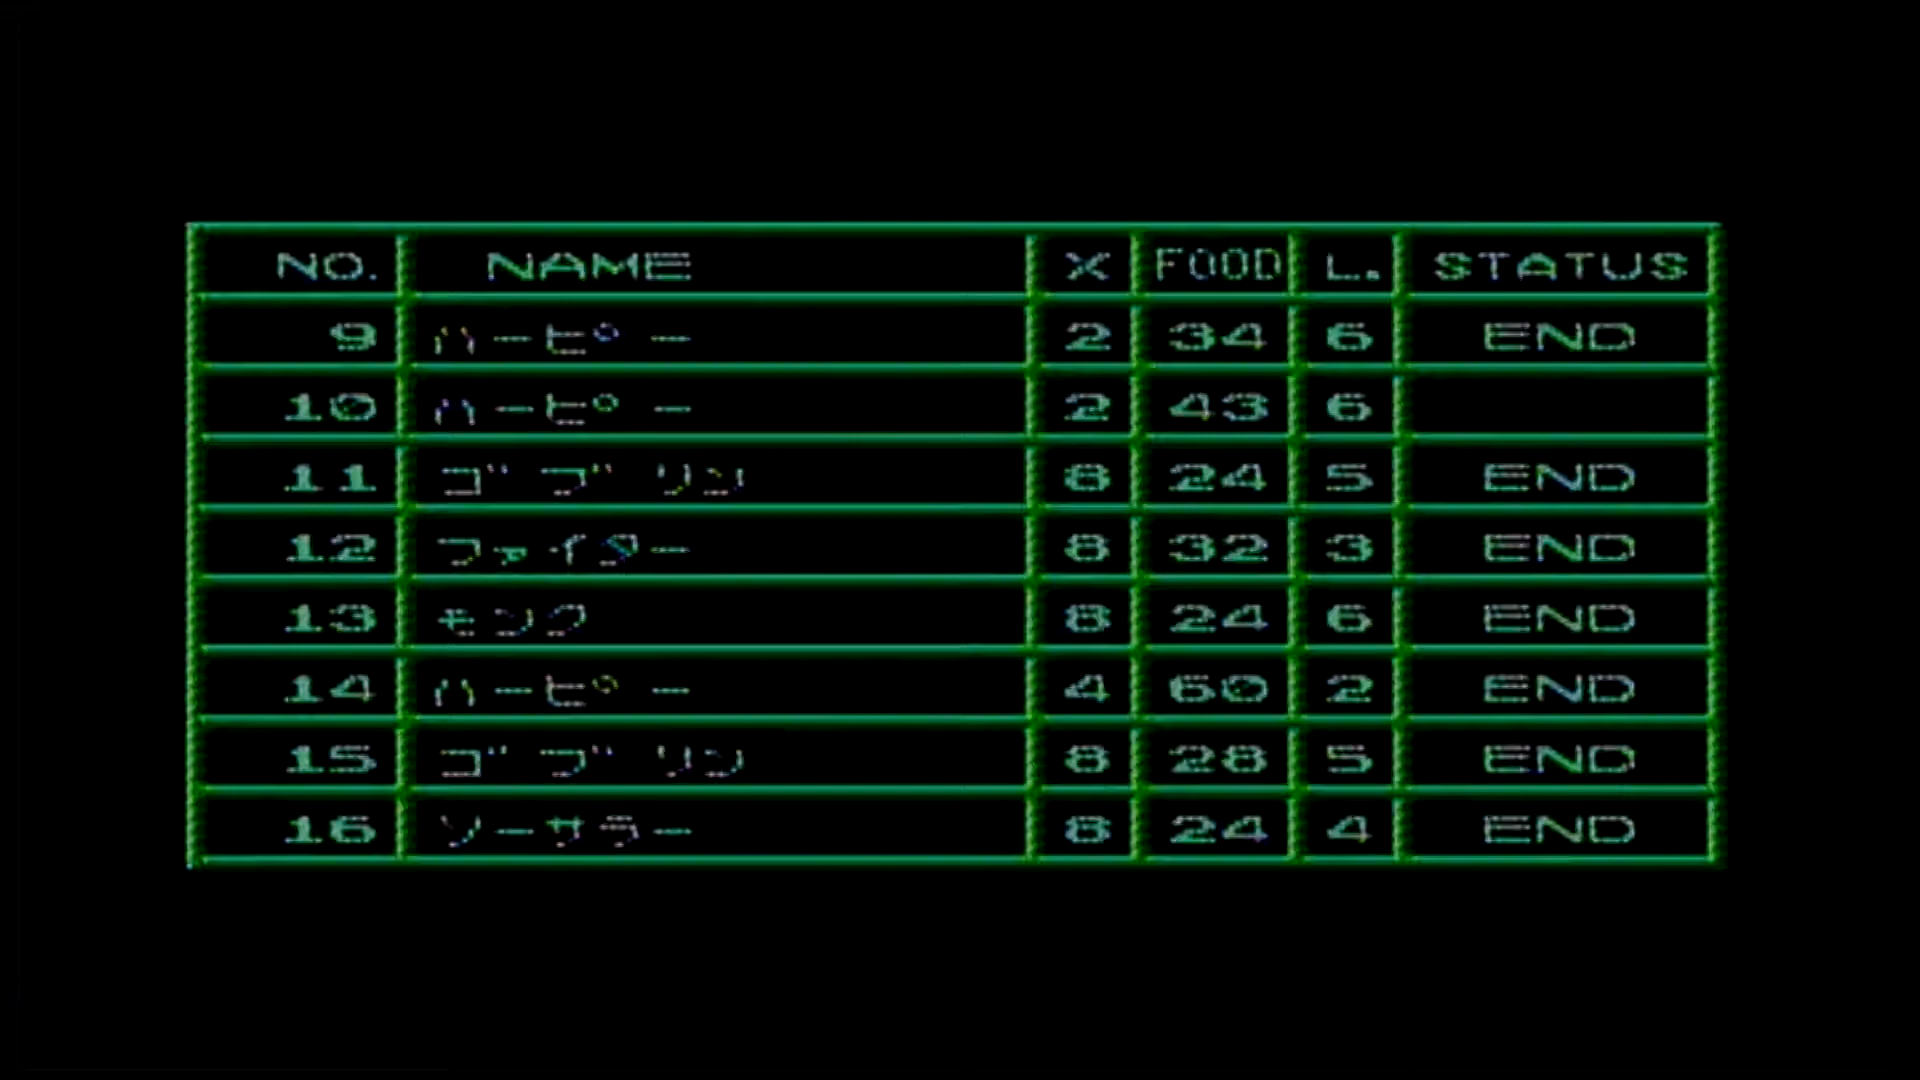 NO. NAME X FOOD L. STATUS
9 ハーピー 2 34 6 END
10 ハーピー 2 43 6
11 ゴブリン 8 24 5 END
12 ファイター 8 32 3 END
13 モンク 8 24 6 END
14 ハーピー 4 60 2 END
15 ゴブリン 8 28 5 END
16 ソーサラー 8 24 4 END